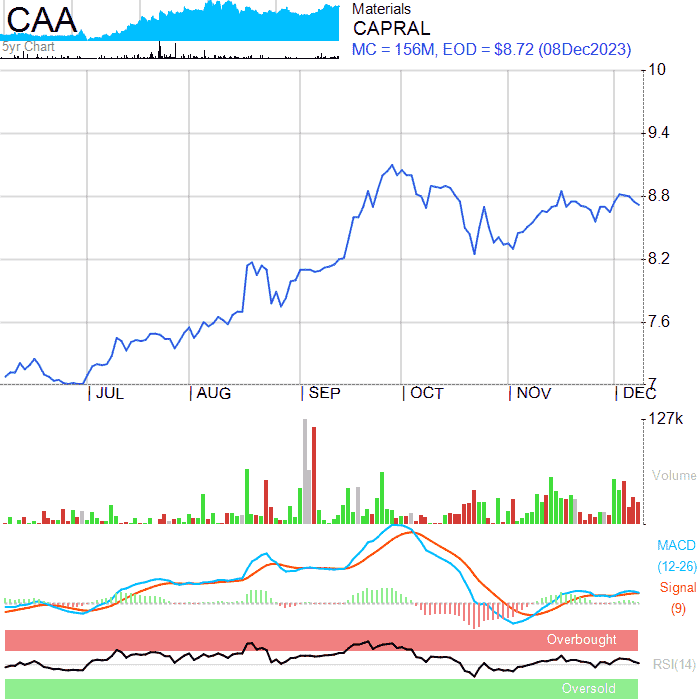 CAA
5yr Chart
Materials
CAPRAL
MC = 156M, EOD = $8.72 (08Dec2023)
10
9.4
8.8
8.2
7.6
7
JUL AUG SEP OCT NOV DEC
127k
Volume
MACD
(12-26)
Signal
(9)
Overbought
RSI(14)
Oversold